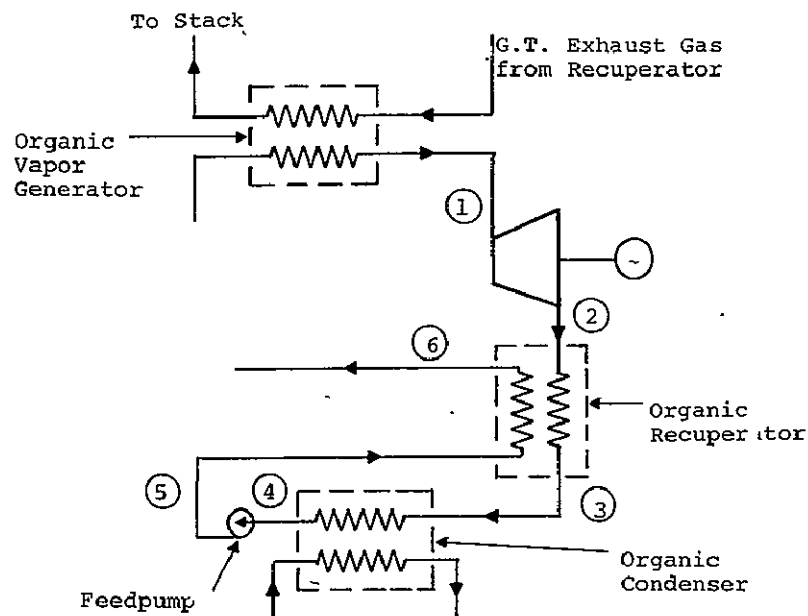 To Stack
G.T. Exhaust Gas
from Recuperator
Organic
Vapor
Generator
1
~
2
6
Organic
Recuperator
5
4
3
Organic
Condenser
Feedpump